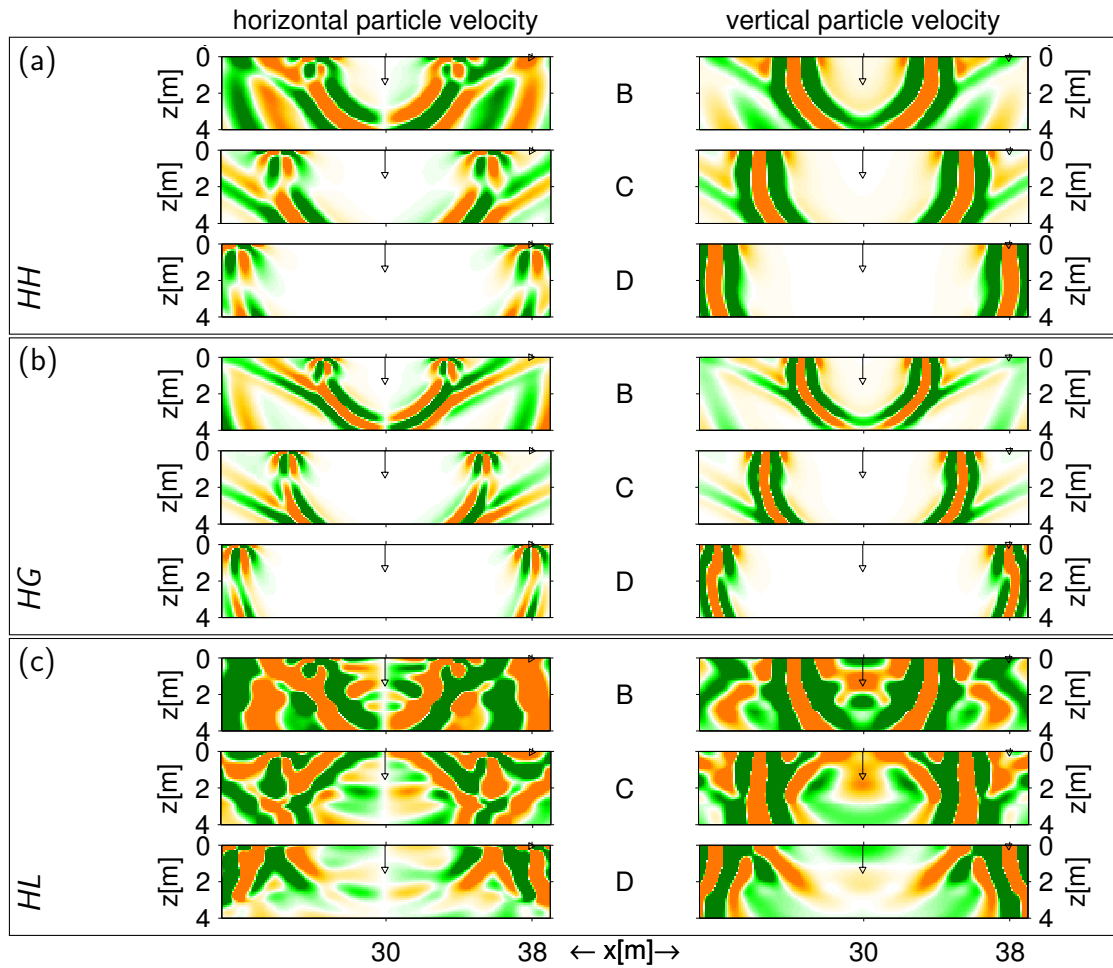 horizontal particle velocity vertical particle velocity
(a)
HH
z[m] 0 2 4 B 0 2 4 z[m]
z[m] 0 2 4 C 0 2 4 z[m]
z[m] 0 2 4 D 0 2 4 z[m]
(b)
HG
z[m] 0 2 4 B 0 2 4 z[m]
z[m] 0 2 4 C 0 2 4 z[m]
z[m] 0 2 4 D 0 2 4 z[m]
(c)
HL
z[m] 0 2 4 B 0 2 4 z[m]
z[m] 0 2 4 C 0 2 4 z[m]
z[m] 0 2 4 D 0 2 4 z[m]
30 38 ← x[m] → 30 38